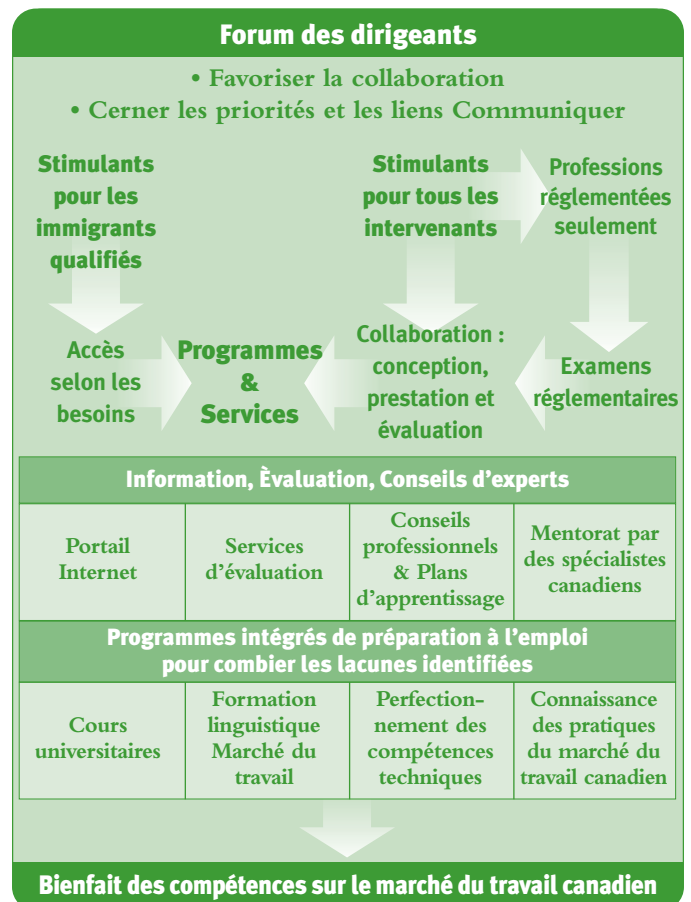 Forum des dirigeants
• Favoriser la collaboration
• Cerner les priorités et les liens Communiquer
Stimulants
pour les
immigrants
qualifiés
Stimulants
pour tous les
intervenants
Professions
réglementées
seulement
Accès
selon les
besoins
Programmes
&
Services
Collaboration :
conception,
prestation et
évaluation
Examens
réglementaires
Information, Èvaluation, Conseils d'experts
Portail
Internet
Services
d'évaluation
Conseils
professionnels
& Plans
d'apprentissage
Mentorat par
des spécialistes
canadiens
Programmes intégrés de préparation à l'emploi
pour combier les lacunes identifiées
Cours
universitaires
Formation
linguistique
Marché du
travail
Perfection-
nement des
compétences
techniques
Connaissance
des pratiques
du marché du
travail canadien
Bienfait des compétences sur le marché du travail canadien